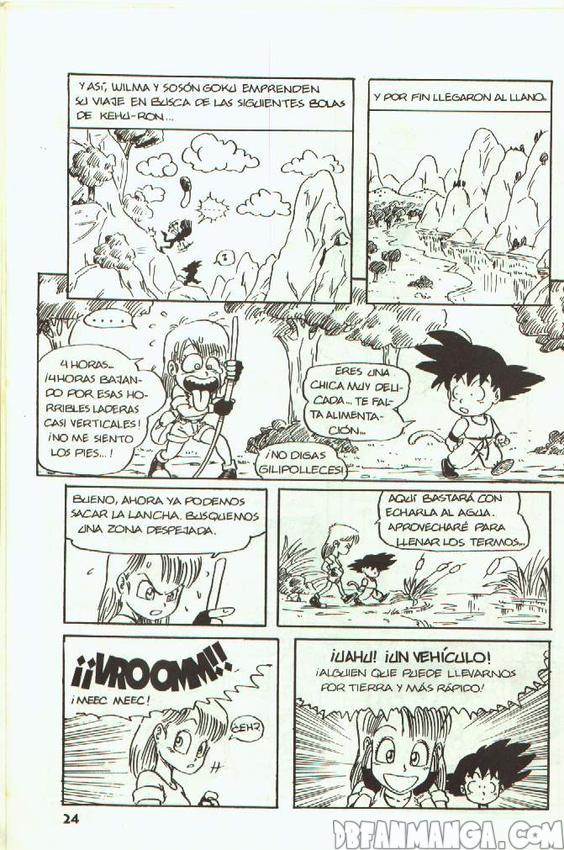 Y ASÍ, WILMA Y SOSÓN GOKU EMPRENDEN
SU VIAJE EN BUSCA DE LAS SIGUIENTES BOLAS
DE KEHU-RON...
Y POR FIN LLEGARON AL LLANO.
.....
4 HORAS...
¡4 HORAS BAJAN-
DO POR ESAS HO-
RRIBLES LADERAS
CASI VERTICALES!
¡NO ME SIENTO
LOS PIES...!
ERES UNA
CHICA MUY DELI-
CADA... TE FAL-
TA ALIMENTA-
CIÓN...
¡NO DIGAS
GILIPOLLECES!
BUENO, AHORA YA PODEMOS
SACAR LA LANCHA. BUSQUEMOS
UNA ZONA DESPEJADA.
AQUÍ BASTARÁ CON
ECHARLA AL AGUA.
APROVECHARÉ PARA
LLENAR LOS TERMOS...
¡¡VROOMM!!
¡MEEC MEEC!
¿EH?
¡UAHU! ¡UN VEHÍCULO!
¡ALGUIEN QUE PUEDE LLEVARNOS
POR TIERRA Y MÁS RÁPIDO!
24
DBFANMANGA.COM